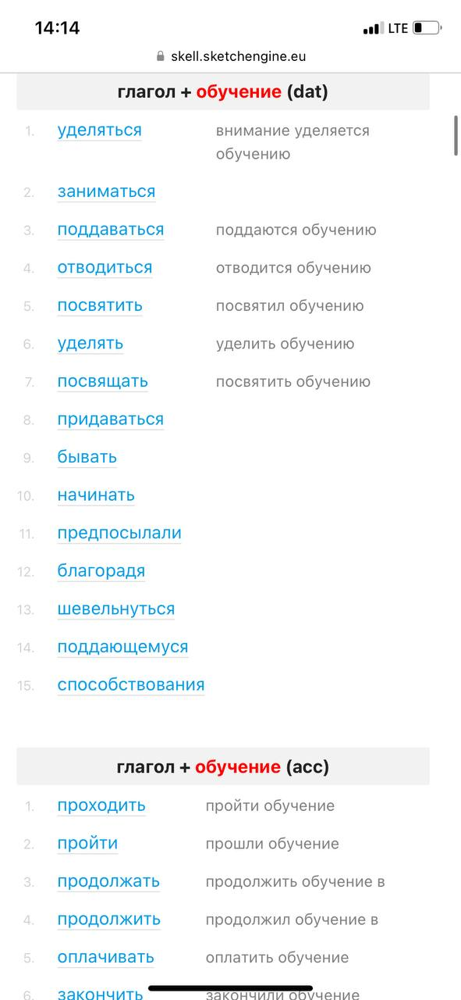 14:14 LTE
skell.sketchengine.eu
глагол + обучение (dat)
1. уделяться внимание уделяется
обучению
2. заниматься
3. поддаваться поддаются обучению
4. отводиться отводится обучению
5. посвятить посвятил обучению
6. уделять уделить обучению
7. посвящать посвятить обучению
8. придаваться
9. бывать
10. начинать
11. предпосылали
12. благорадя
13. шевельнуться
14. поддающемуся
15. способствования
глагол + обучение (acc)
1. проходить пройти обучение
2. пройти прошли обучение
3. продолжать продолжить обучение в
4. продолжить продолжил обучение в
5. оплачивать оплатить обучение
6. закончить закончили обучение